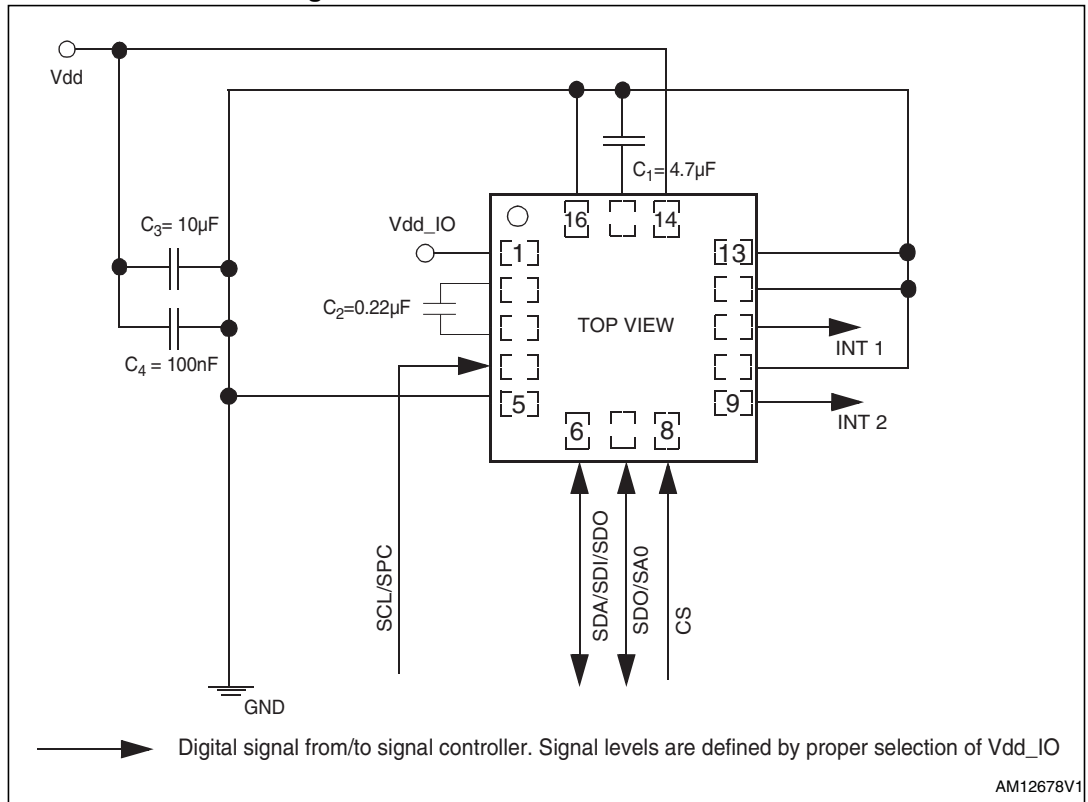 Vdd
C1= 4.7µF
Vdd_IO
16
14
C3= 10µF
1
13
C2=0.22µF
TOP VIEW
INT 1
C4 = 100nF
5
9
INT 2
6
8
SCL/SPC
SDA/SDI/SDO
SDO/SA0
CS
GND
Digital signal from/to signal controller. Signal levels are defined by proper selection of Vdd_IO
AM12678V1